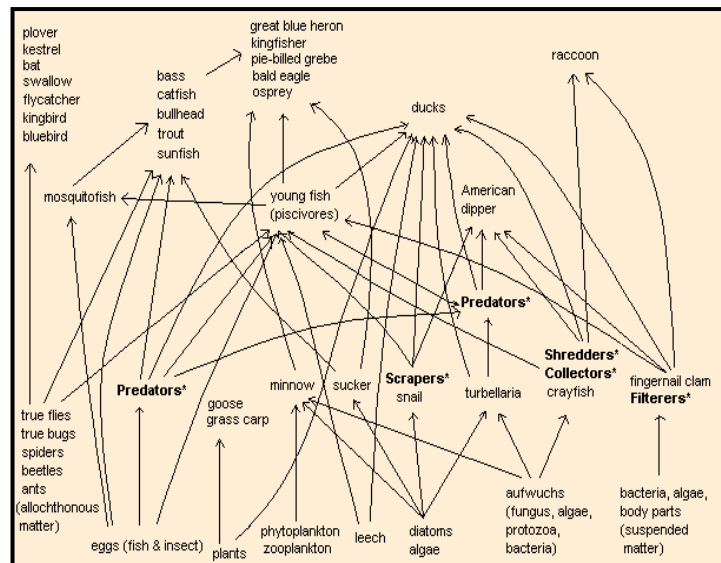 plover
kestrel
bat
swallow
flycatcher
kingbird
bluebird
bass
catfish
bullhead
trout
sunfish
great blue heron
kingfisher
pie-billed grebe
bald eagle
osprey
ducks
raccoon
mosquitofish
young fish
(piscivores)
American
dipper
Predators*
true flies
true bugs
spiders
beetles
ants
(allochthonous
matter)
Predators*
goose
grass carp
minnow
sucker
Scrapers*
snail
turbellaria
Shredders*
Collectors*
crayfish
fingernail clam
Filterers*
eggs (fish & insect)
plants
phytoplankton
zooplankton
leech
diatoms
algae
aufwuchs
(fungus, algae,
protozoa,
bacteria)
bacteria, algae,
body parts
(suspended
matter)